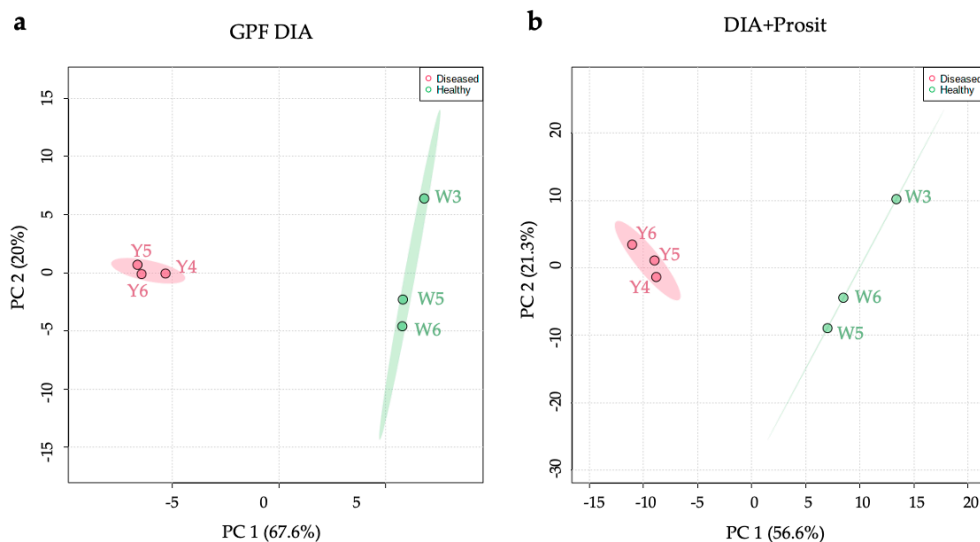 a
GPF DIA
Diseased
Healthy
15
10
5
0
-5
-10
-15
PC 2 (20%)
W3
Y5
Y4
Y6
W5
W6
-5
0
5
PC 1 (67.6%)
b
DIA+Prosit
Diseased
Healthy
20
10
0
-10
-20
-30
PC 2 (21.3%)
W3
Y6
Y5
Y4
W6
W5
-15
-10
-5
0
5
10
15
20
PC 1 (56.6%)